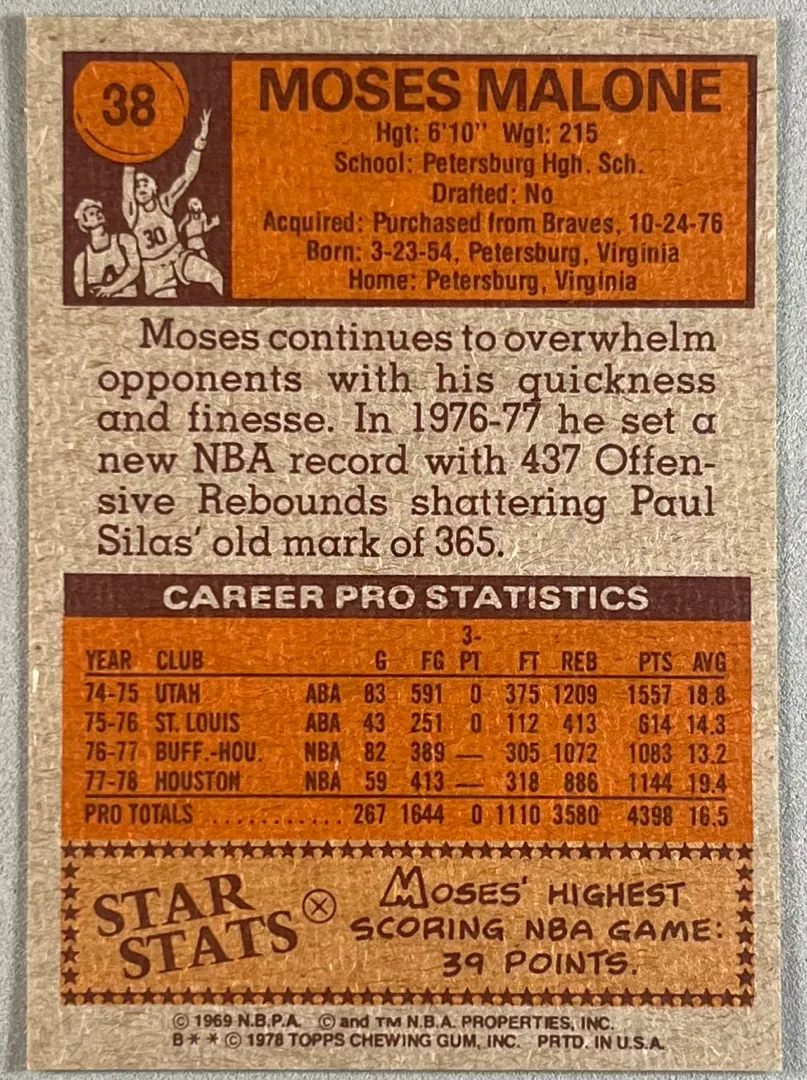 38
MOSES MALONE
Hgt: 6'10" Wgt: 215
School: Petersburg Hgh. Sch.
Drafted: No
Acquired: Purchased from Braves, 10-24-76
Born: 3-23-54, Petersburg, Virginia
Home: Petersburg, Virginia
30
Moses continues to overwhelm
opponents with his quickness
and finesse. In 1976-77 he set a
new NBA record with 437 Offen-
sive Rebounds shattering Paul
Silas' old mark of 365.
CAREER PRO STATISTICS
YEAR CLUB G FG 3-PT FT REB PTS AVG
74-75 UTAH ABA 83 591 0 375 1209 1557 18.8
75-76 ST. LOUIS ABA 43 251 0 112 413 614 14.3
76-77 BUFF.-HOU. NBA 82 389 — 305 1072 1083 13.2
77-78 HOUSTON NBA 59 413 — 318 886 1144 19.4
PRO TOTALS ............ 267 1644 0 1110 3580 4398 16.5
STAR
STATS
MOSES' HIGHEST
SCORING NBA GAME:
39 POINTS.
© 1969 N.B.P.A. © and TM N.B.A. PROPERTIES, INC.
B * * © 1978 TOPPS CHEWING GUM, INC. PRTD. IN U.S.A.